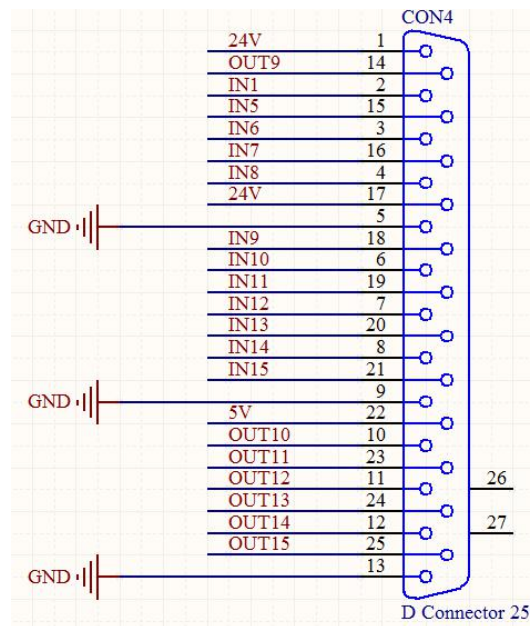 CON4
24V 1
OUT9 14
IN1 2
IN5 15
IN6 3
IN7 16
IN8 4
24V 17
GND 5
IN9 18
IN10 6
IN11 19
IN12 7
IN13 20
IN14 8
IN15 21
GND 9
5V 22
OUT10 10
OUT11 23
OUT12 11 26
OUT13 24
OUT14 12 27
OUT15 25
GND 13
D Connector 25